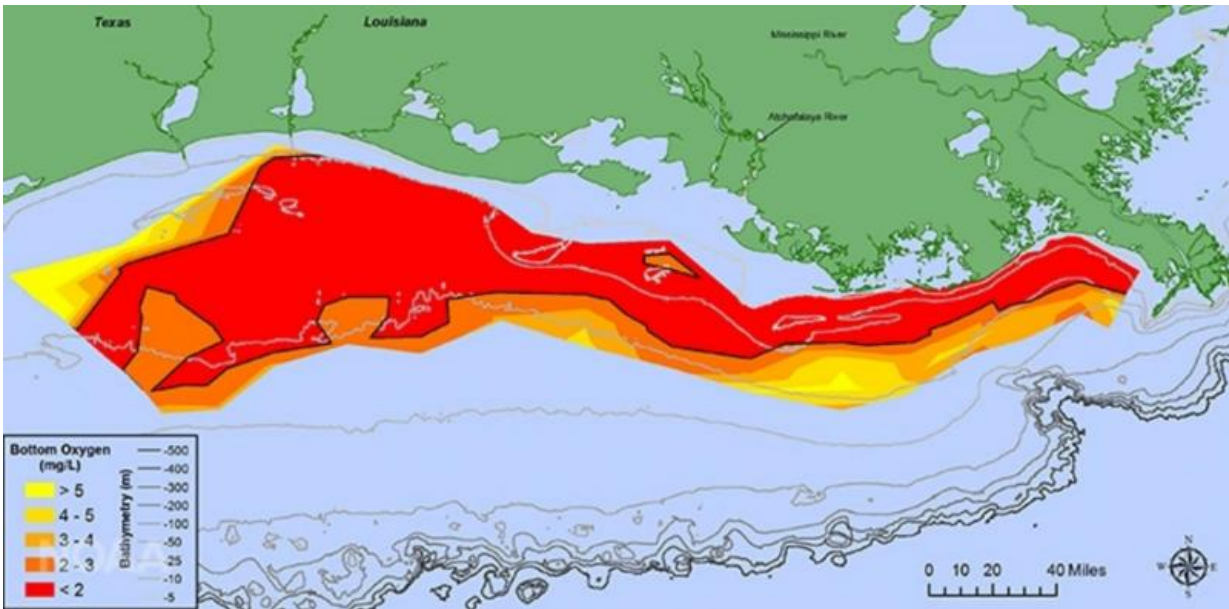 Texas
Louisiana
Mississippi River
Atchafalaya River
Bottom Oxygen
(mg/L)
> 5
4 - 5
3 - 4
2 - 3
< 2
Bathymetry (m)
-500
-400
-300
-200
-100
-50
-25
-10
-5
NOAA
0 10 20 40 Miles
N
W E
S